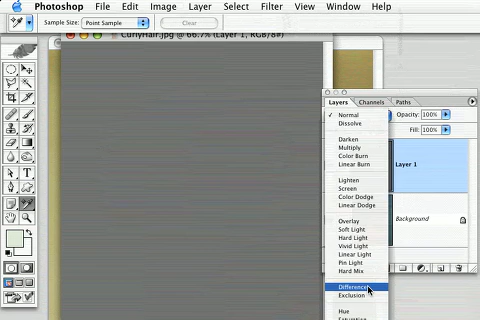 Photoshop File Edit Image Layer Select Filter View Window Help
Sample Size: Point Sample Clear
CurlyHair.jpg @ 66.7% (Layer 1, RGB/8#)
Layers Channels Paths
Normal
Opacity: 100%
Dissolve
Fill: 100%
Darken
Multiply
Color Burn
Linear Burn
Layer 1
Lighten
Screen
Color Dodge
Linear Dodge
Overlay
Background
Soft Light
Hard Light
Vivid Light
Linear Light
Pin Light
Hard Mix
Difference
Exclusion
Hue